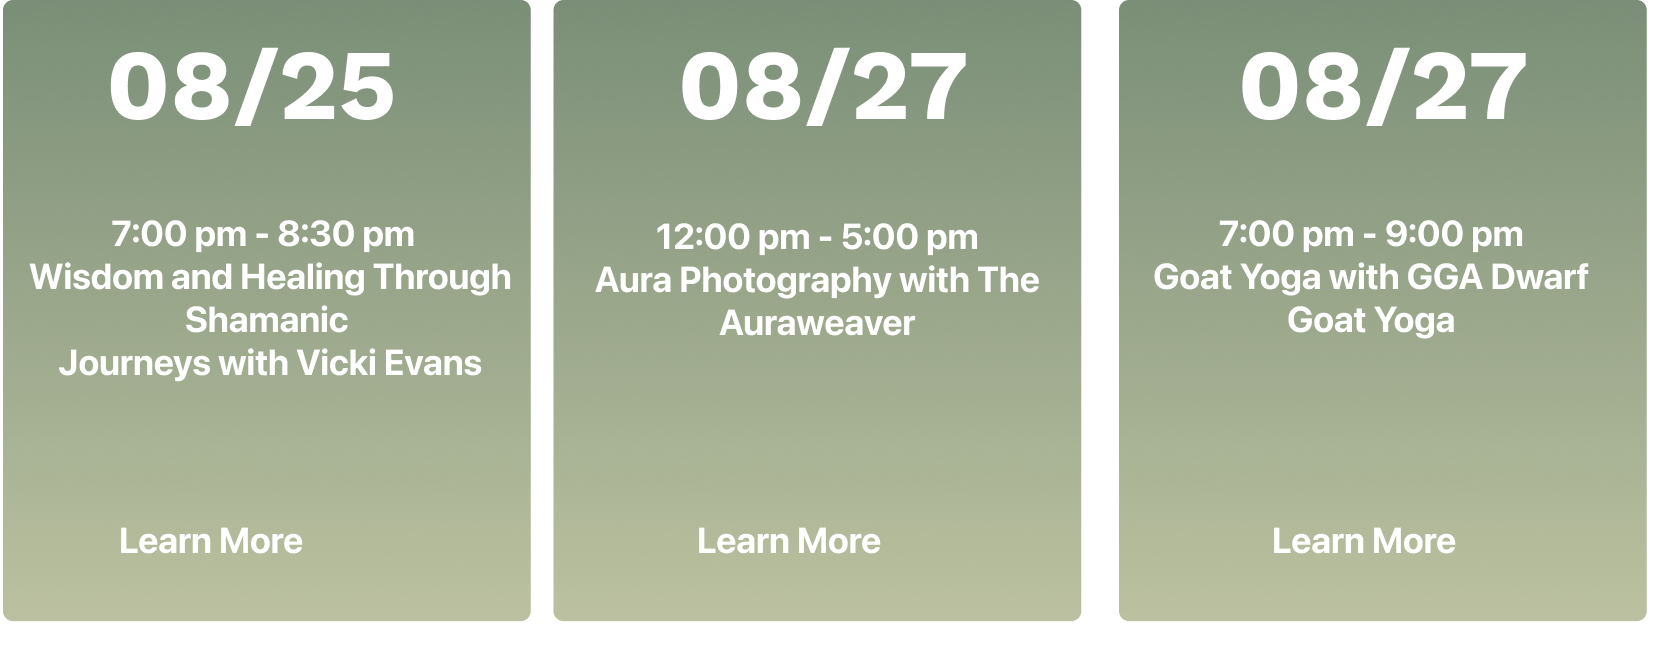 08/25
7:00 pm - 8:30 pm
Wisdom and Healing Through
Shamanic
Journeys with Vicki Evans
Learn More
08/27
12:00 pm - 5:00 pm
Aura Photography with The
Auraweaver
Learn More
08/27
7:00 pm - 9:00 pm
Goat Yoga with GGA Dwarf
Goat Yoga
Learn More